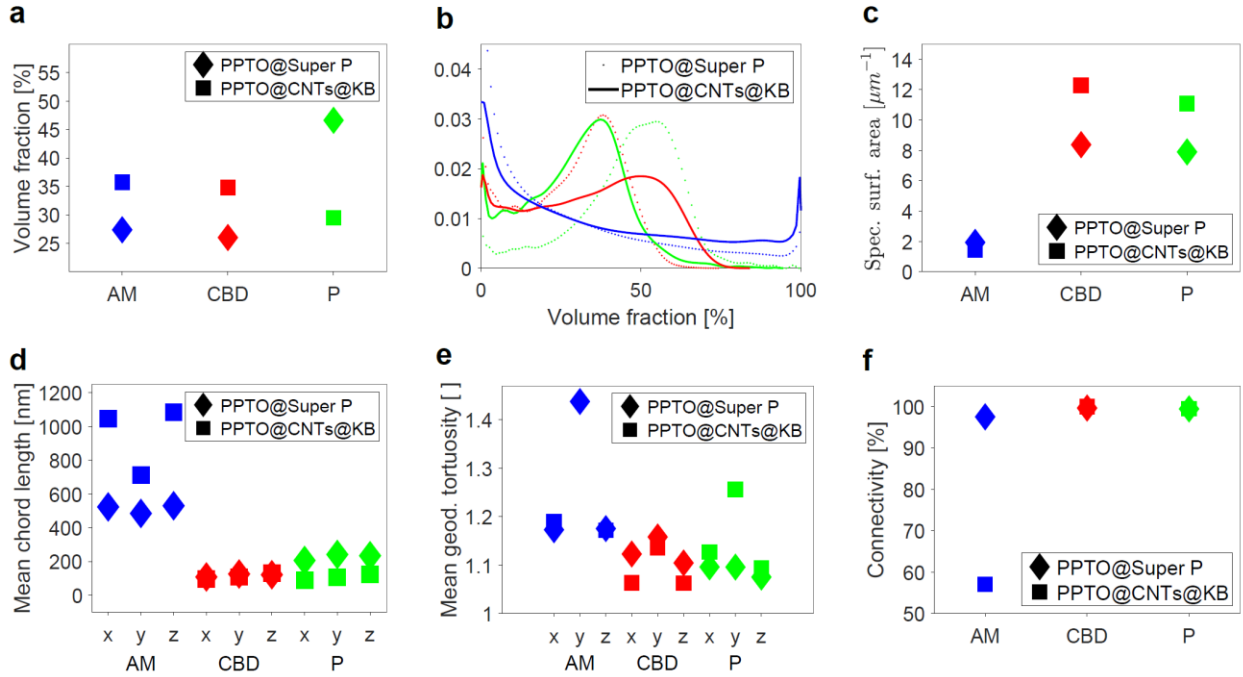 a
Volume fraction [%]
55
50
45
40
35
30
25
PPTO@Super P
PPTO@CNTs@KB
AM CBD P
b
0.04
0.03
0.02
0.01
0
PPTO@Super P
PPTO@CNTs@KB
0 50 100
Volume fraction [%]
c
Spec. surf. area [μm⁻¹]
14
12
10
8
6
4
2
0
PPTO@Super P
PPTO@CNTs@KB
AM CBD P
d
Mean chord length [nm]
1200
1000
800
600
400
200
0
PPTO@Super P
PPTO@CNTs@KB
x y z x y z x y z
AM CBD P
e
Mean geod. tortuosity [ ]
1.4
1.3
1.2
1.1
1
PPTO@Super P
PPTO@CNTs@KB
x y z x y z x y z
AM CBD P
f
Connectivity [%]
100
90
80
70
60
50
PPTO@Super P
PPTO@CNTs@KB
AM CBD P